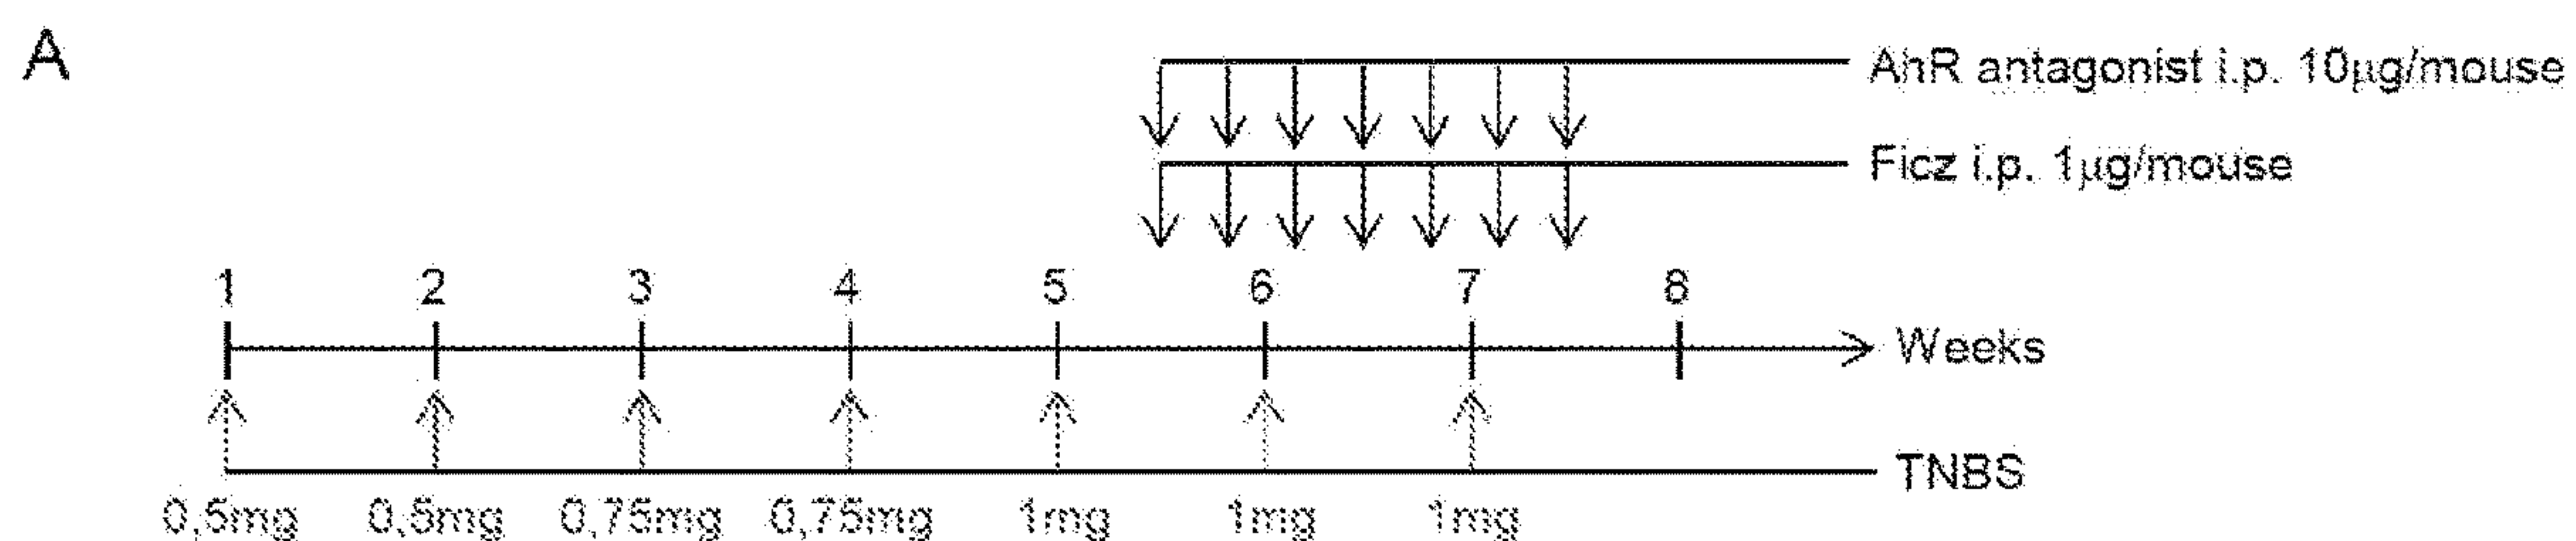 A
AhR antagonist i.p. 10µg/mouse
Ficz i.p. 1µg/mouse
1 2 3 4 5 6 7 8
Weeks
TNBS
0,5mg 0,5mg 0,75mg 0,75mg 1mg 1mg 1mg